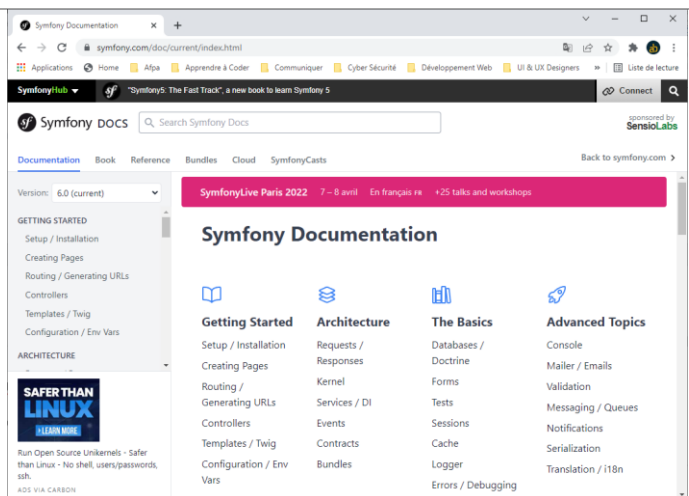 Symfony Documentation
symfony.com/doc/current/index.html
Applications Home Afpa Apprendre à Coder Communiquer Cyber Sécurité Développement Web UI & UX Designers » Liste de lecture
SymfonyHub "Symfony5: The Fast Track", a new book to learn Symfony 5 Connect
Symfony DOCS Search Symfony Docs sponsored by
SensioLabs
Documentation Book Reference Bundles Cloud SymfonyCasts Back to symfony.com
Version: 6.0 (current)
SymfonyLive Paris 2022 7 – 8 avril En français FR +25 talks and workshops
GETTING STARTED
Setup / Installation
Creating Pages
Routing / Generating URLs
Controllers
Templates / Twig
Configuration / Env Vars
ARCHITECTURE
SAFER THAN
LINUX
LEARN MORE
Run Open Source Unikernels - Safer
than Linux - No shell, users/passwords,
ssh.
ADS VIA CARBON
Symfony Documentation
Getting Started
Setup / Installation
Creating Pages
Routing /
Generating URLs
Controllers
Templates / Twig
Configuration / Env
Vars
Architecture
Requests /
Responses
Kernel
Services / DI
Events
Contracts
Bundles
The Basics
Databases /
Doctrine
Forms
Tests
Sessions
Cache
Logger
Errors / Debugging
Advanced Topics
Console
Mailer / Emails
Validation
Messaging / Queues
Notifications
Serialization
Translation / i18n